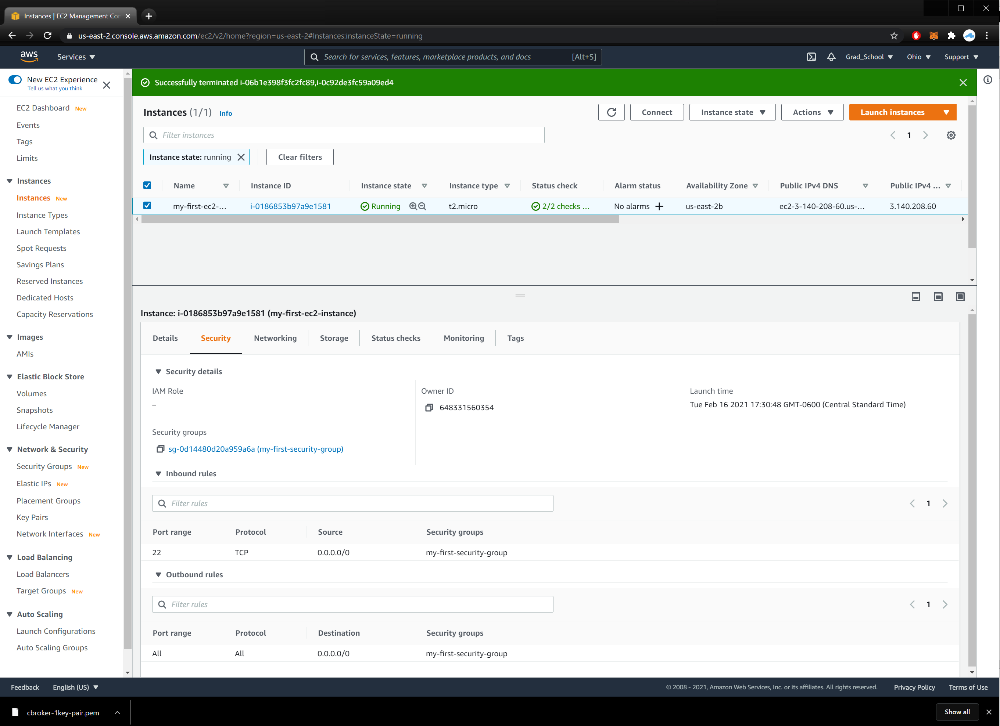 Instances | EC2 Management Con
us-east-2.console.aws.amazon.com/ec2/v2/home?region=us-east-2#Instances:instanceState=running
aws Services Search for services, features, marketplace products, and docs [Alt+S] Grad_School Ohio Support
New EC2 Experience
Tell us what you think
EC2 Dashboard New
Events
Tags
Limits
Instances
Instances New
Instance Types
Launch Templates
Spot Requests
Savings Plans
Reserved Instances
Dedicated Hosts
Capacity Reservations
Images
AMIs
Elastic Block Store
Volumes
Snapshots
Lifecycle Manager
Network & Security
Security Groups New
Elastic IPs New
Placement Groups
Key Pairs
Network Interfaces New
Load Balancing
Load Balancers
Target Groups New
Auto Scaling
Launch Configurations
Auto Scaling Groups
Successfully terminated i-06b1e398f3fc2fc89,i-0c92de3fc59a09ed4
Instances (1/1) Info Connect Instance state Actions Launch instances
Filter instances 1
Instance state: running Clear filters
Name Instance ID Instance state Instance type Status check Alarm status Availability Zone Public IPv4 DNS Public IPv4 ...
my-first-ec2-... i-0186853b97a9e1581 Running t2.micro 2/2 checks ... No alarms us-east-2b ec2-3-140-208-60.us-... 3.140.208.60
Instance: i-0186853b97a9e1581 (my-first-ec2-instance)
Details Security Networking Storage Status checks Monitoring Tags
Security details
IAM Role Owner ID Launch time
– 648331560354 Tue Feb 16 2021 17:30:48 GMT-0600 (Central Standard Time)
Security groups
sg-0d14480d20a959a6a (my-first-security-group)
Inbound rules
Filter rules 1
Port range Protocol Source Security groups
22 TCP 0.0.0.0/0 my-first-security-group
Outbound rules
Filter rules 1
Port range Protocol Destination Security groups
All All 0.0.0.0/0 my-first-security-group
Feedback English (US) © 2008 - 2021, Amazon Web Services, Inc. or its affiliates. All rights reserved. Privacy Policy Terms of Use
cbroker-1key-pair.pem Show all